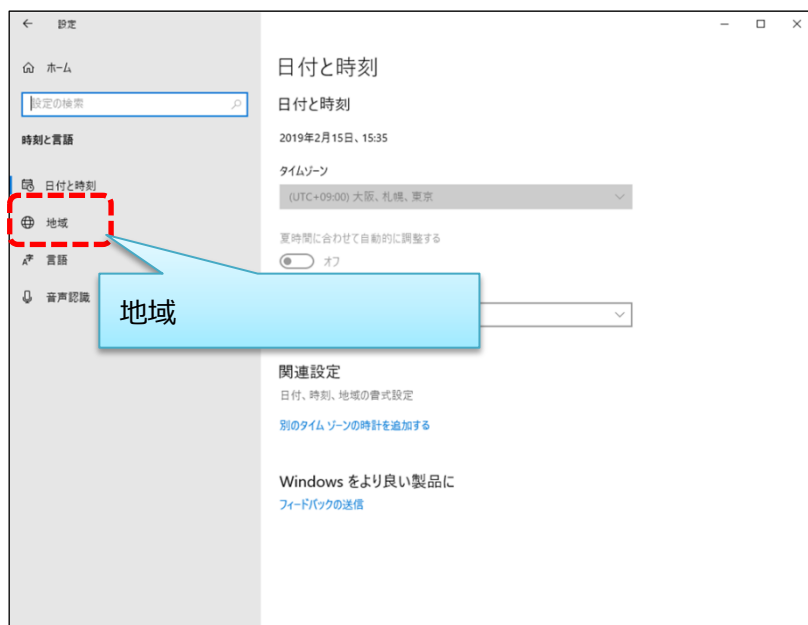 設定
ホーム
設定の検索
時刻と言語
日付と時刻
地域
言語
音声認識
日付と時刻
日付と時刻
2019年2月15日、15:35
タイムゾーン
(UTC+09:00) 大阪、札幌、東京
夏時間に合わせて自動的に調整する
オフ
地域
関連設定
日付、時刻、地域の書式設定
別のタイム ゾーンの時計を追加する
Windows をより良い製品に
フィードバックの送信